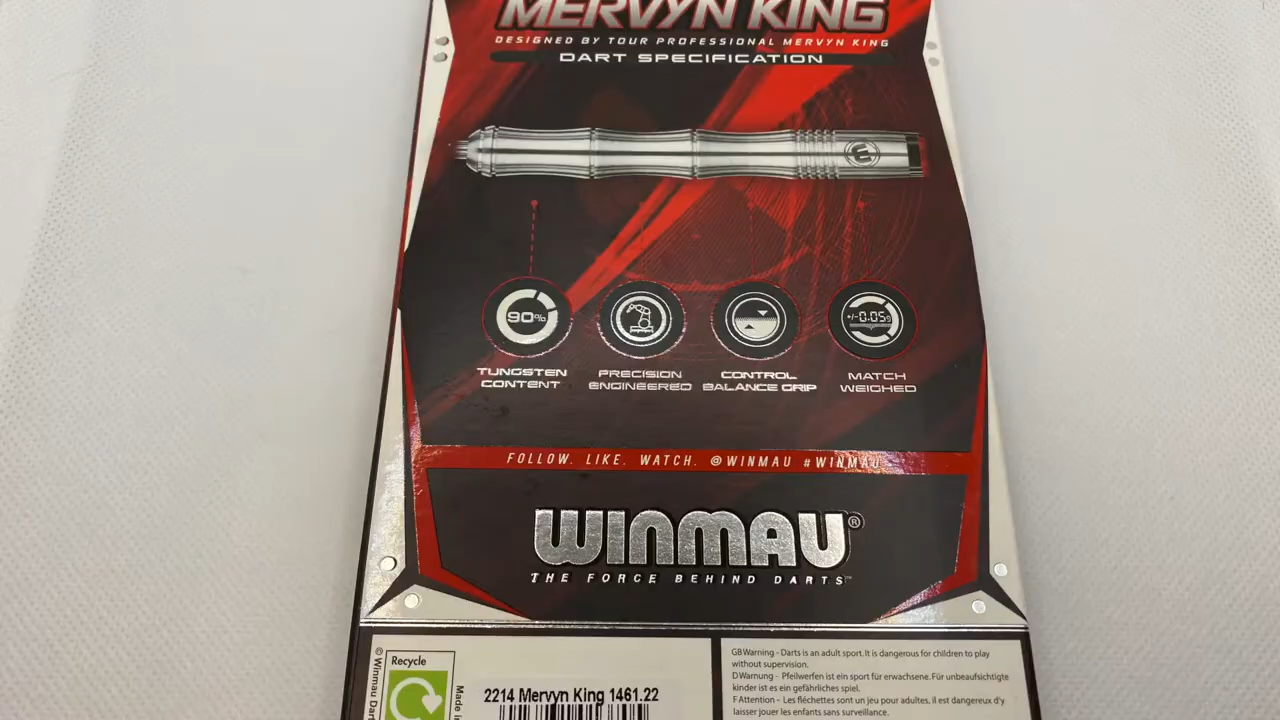 MERVYN KING
DESIGNED BY TOUR PROFESSIONAL MERVYN KING
DART SPECIFICATION
90%
+/-0.05g
TUNGSTEN
CONTENT
PRECISION
ENGINEERED
CONTROL
BALANCE GRIP
MATCH
WEIGHED
FOLLOW. LIKE. WATCH. @WINMAU #WINMAU
WINMAU®
THE FORCE BEHIND DARTS™
© Winmau Dar
Recycle
Made i
2214 Mervyn King 1461.22
GB Warning - Darts is an adult sport. It is dangerous for children to play
without supervision.
D Warnung - Pfeilwerfen ist ein sport für erwachsene. Für unbeaufsichtigte
kinder ist es ein gefährliches spiel.
F Attention - Les fléchettes sont un jeu pour adultes, il est dangereux d'y
laisser jouer les enfants sans surveillance.